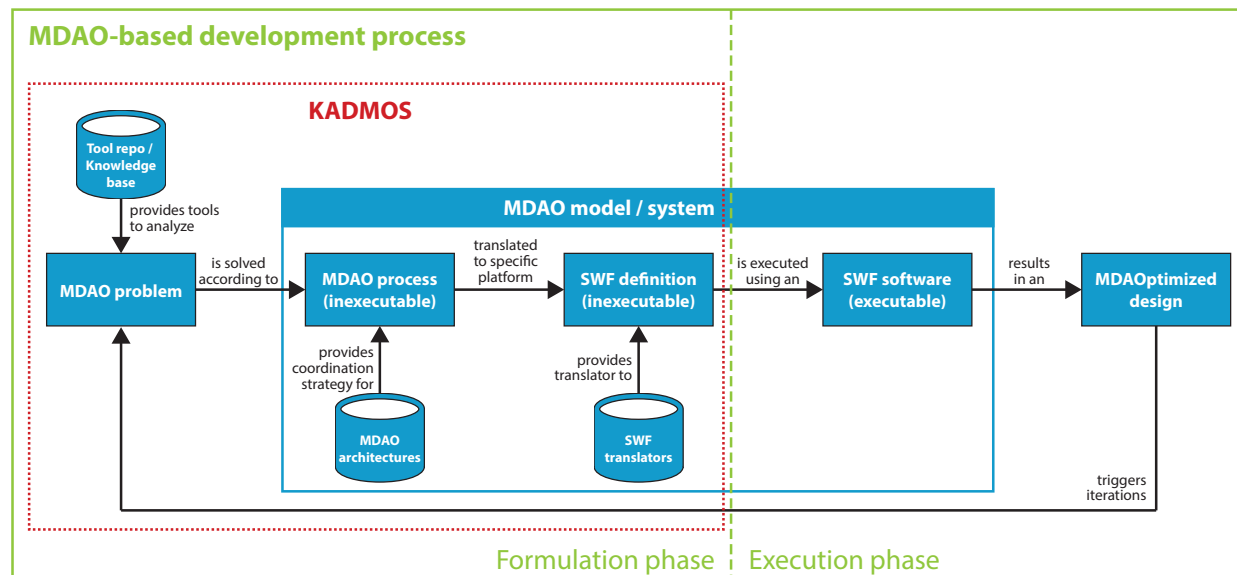 MDAO-based development process
KADMOS
Tool repo /
Knowledge
base
provides tools
to analyze
MDAO model / system
MDAO problem
is solved
according to
MDAO process
(inexecutable)
translated
to specific
platform
SWF definition
(inexecutable)
is executed
using an
SWF software
(executable)
results
in an
MDAOptimized
design
provides
coordination
strategy for
provides
translator to
MDAO
architectures
SWF
translators
triggers
iterations
Formulation phase
Execution phase